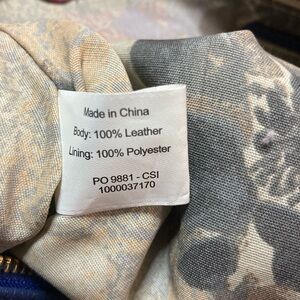 Made in China
Body: 100% Leather
Lining: 100% Polyester
PO 9881 - CSI
1000037170